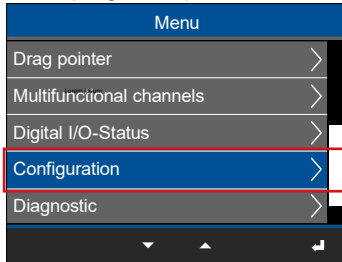 Menu
Drag pointer
Multifunctional channels
Digital I/O-Status
Configuration
Diagnostic